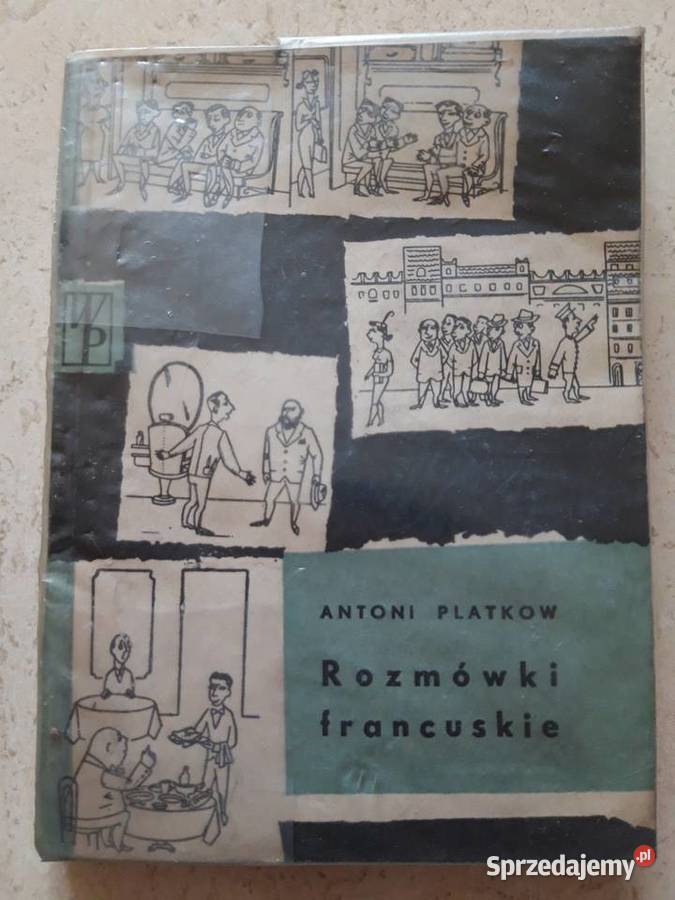 WP
ANTONI PLATKOW
Rozmówki
francuskie
Sprzedajemy.pl